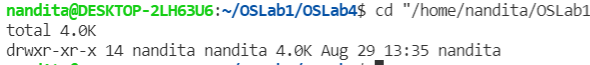 nandita@DESKTOP-2LH63U6:~/OSLab1/OSLab4$ cd "/home/nandita/OSLab1
total 4.0K
drwxr-xr-x 14 nandita nandita 4.0K Aug 29 13:35 nandita